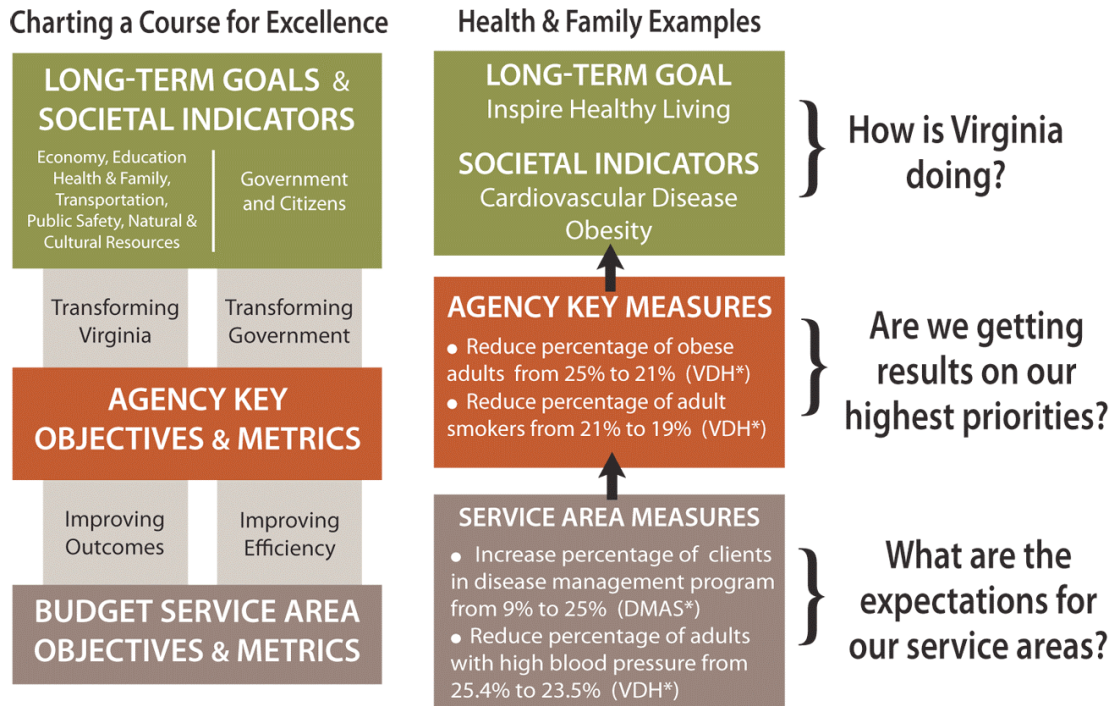 Charting a Course for Excellence
LONG-TERM GOALS &
SOCIETAL INDICATORS
Economy, Education
Health & Family,
Transportation,
Public Safety, Natural &
Cultural Resources
Government
and Citizens
Transforming
Virginia
Transforming
Government
AGENCY KEY
OBJECTIVES & METRICS
Improving
Outcomes
Improving
Efficiency
BUDGET SERVICE AREA
OBJECTIVES & METRICS
Health & Family Examples
LONG-TERM GOAL
Inspire Healthy Living
SOCIETAL INDICATORS
Cardiovascular Disease
Obesity
How is Virginia
doing?
AGENCY KEY MEASURES
• Reduce percentage of obese
adults from 25% to 21% (VDH*)
• Reduce percentage of adult
smokers from 21% to 19% (VDH*)
Are we getting
results on our
highest priorities?
SERVICE AREA MEASURES
• Increase percentage of clients
in disease management program
from 9% to 25% (DMAS*)
• Reduce percentage of adults
with high blood pressure from
25.4% to 23.5% (VDH*)
What are the
expectations for
our service areas?